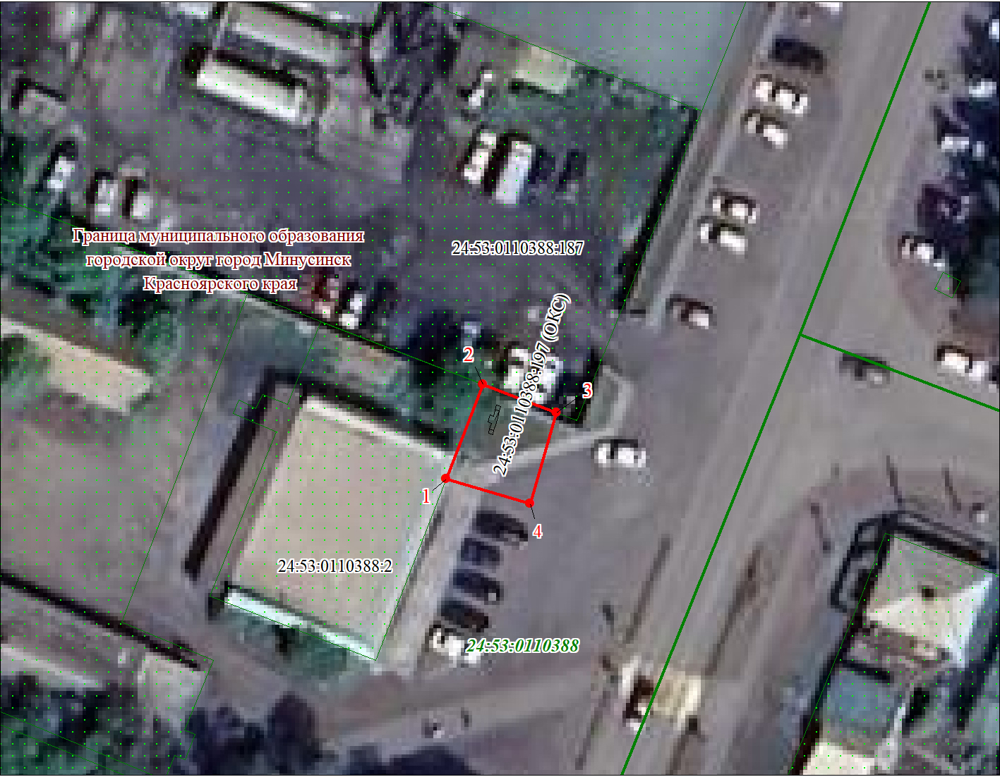 Граница муниципального образования
городской округ город Минусинск
Красноярского края
24:53:0110388:187
24:53:0110388:197 (ОКС)
2
3
1
4
24:53:0110388:2
24:53:0110388